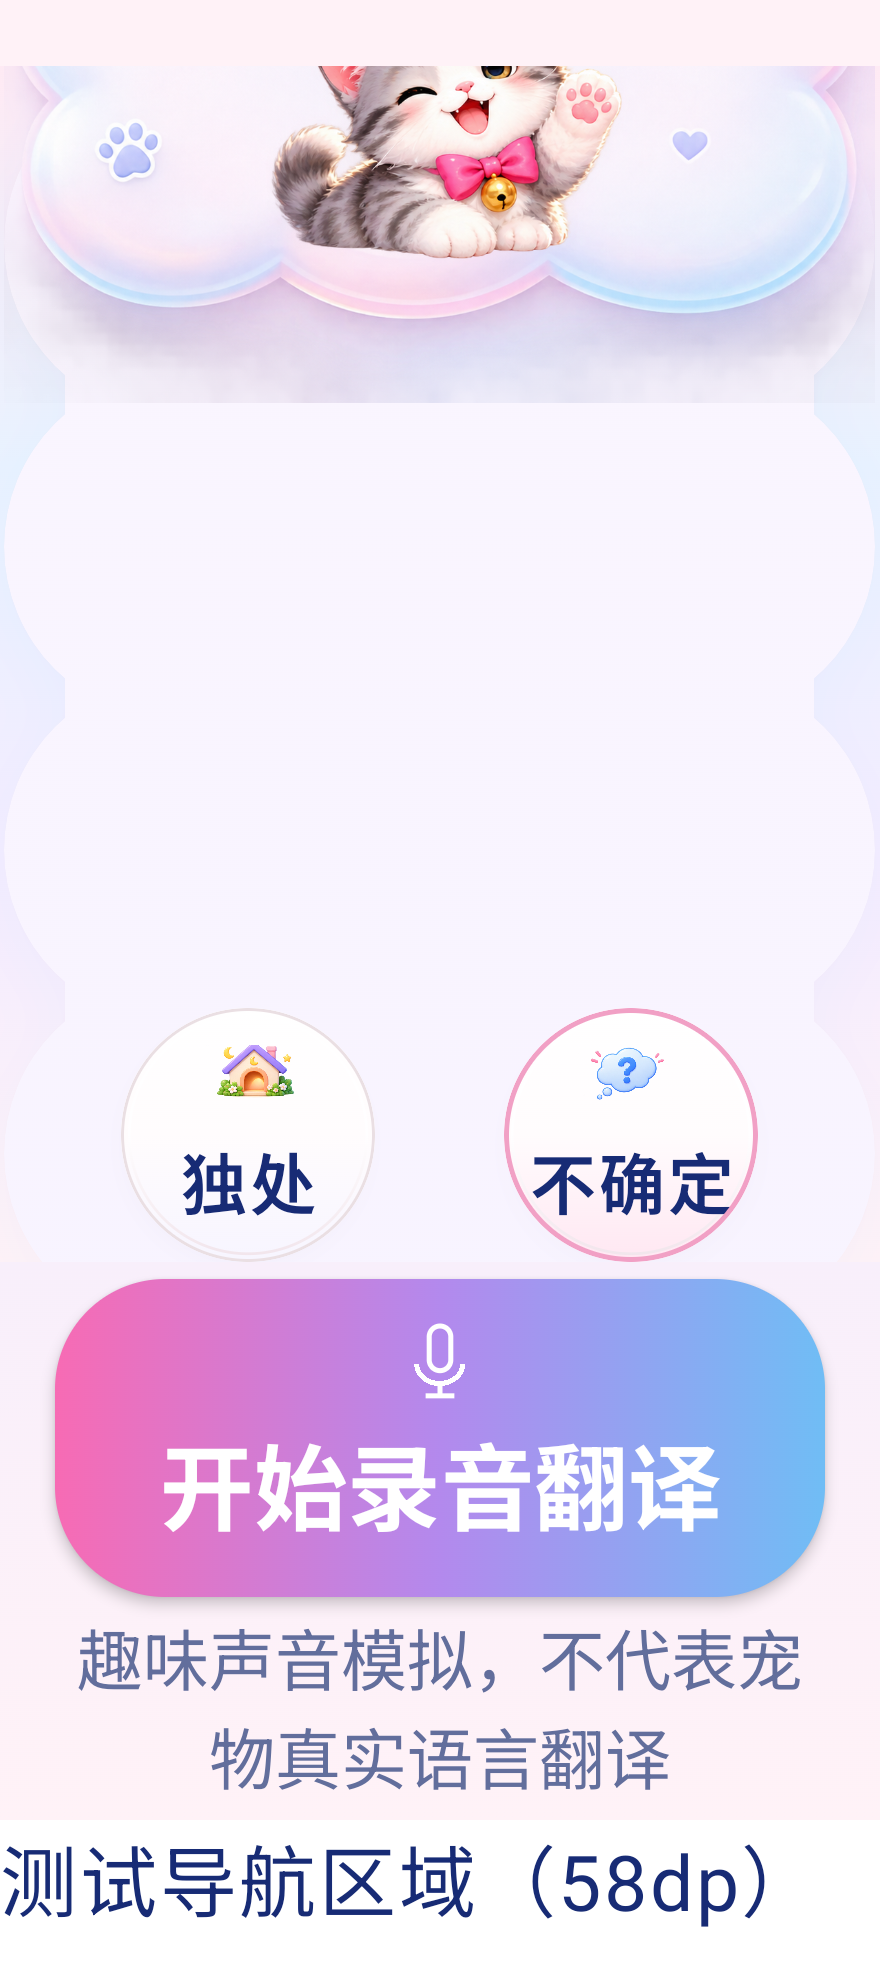 独处
不确定
开始录音翻译
趣味声音模拟，不代表宠
物真实语言翻译
测试导航区域（58dp）